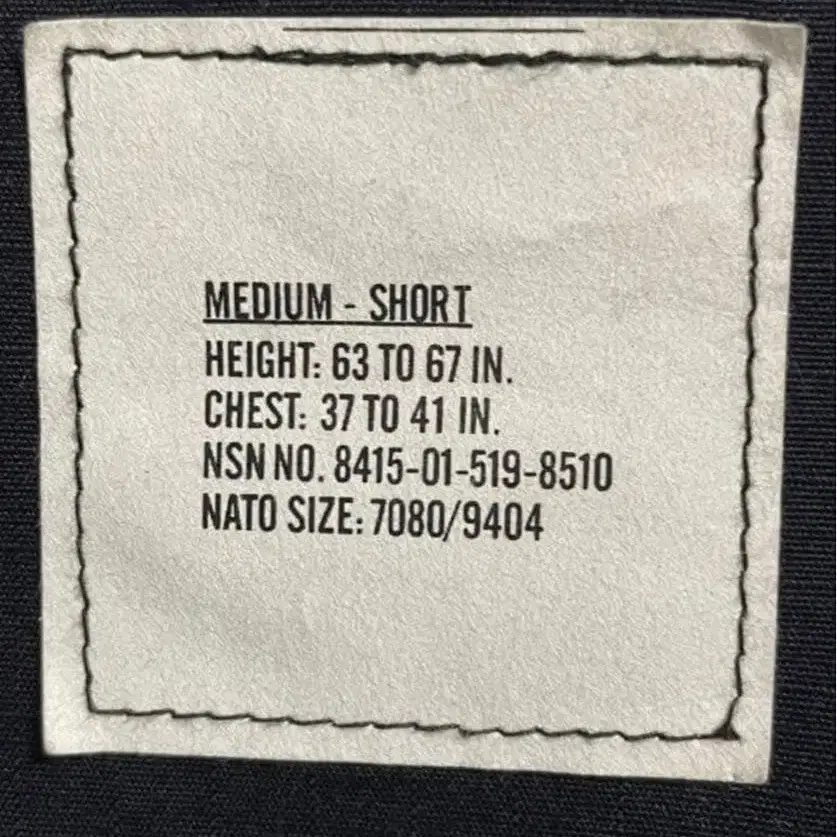 MEDIUM - SHORT
HEIGHT: 63 TO 67 IN.
CHEST: 37 TO 41 IN.
NSN NO. 8415-01-519-8510
NATO SIZE: 7080/9404